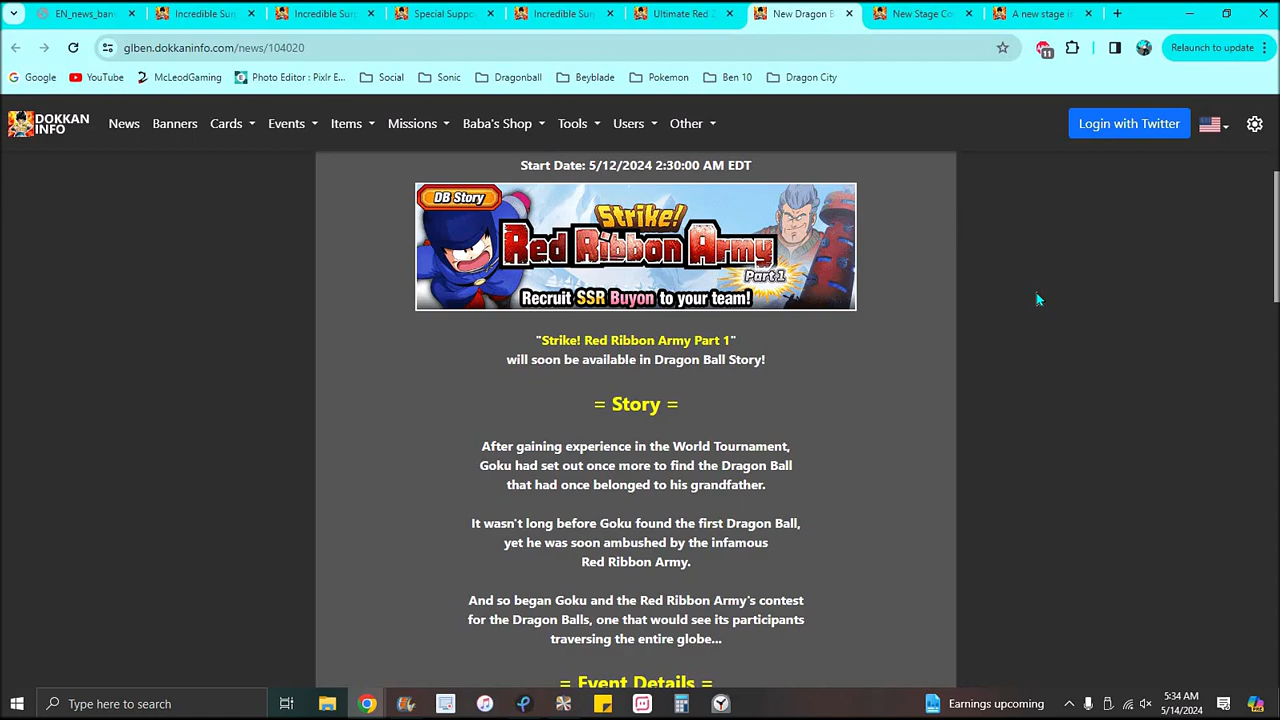 EN_news_ban
Incredible Sur
Incredible Sur
Special Suppo
Incredible Sur
Ultimate Red Z
New Dragon B
New Stage Co
A new stage is
glben.dokkaninfo.com/news/104020
11
Relaunch to update
Google
YouTube
McLeodGaming
Photo Editor : Pixlr E...
Social
Sonic
Dragonball
Beyblade
Pokemon
Ben 10
Dragon City
DOKKAN INFO
News
Banners
Cards
Events
Items
Missions
Baba's Shop
Tools
Users
Other
Login with Twitter
Start Date: 5/12/2024 2:30:00 AM EDT
DB Story
Strike!
Red Ribbon Army
Part 1
Recruit SSR Buyon to your team!
"Strike! Red Ribbon Army Part 1"
will soon be available in Dragon Ball Story!
= Story =
After gaining experience in the World Tournament,
Goku had set out once more to find the Dragon Ball
that had once belonged to his grandfather.
It wasn't long before Goku found the first Dragon Ball,
yet he was soon ambushed by the infamous
Red Ribbon Army.
And so began Goku and the Red Ribbon Army's contest
for the Dragon Balls, one that would see its participants
traversing the entire globe...
= Event Details =
Type here to search
Earnings upcoming
5:34 AM
5/14/2024